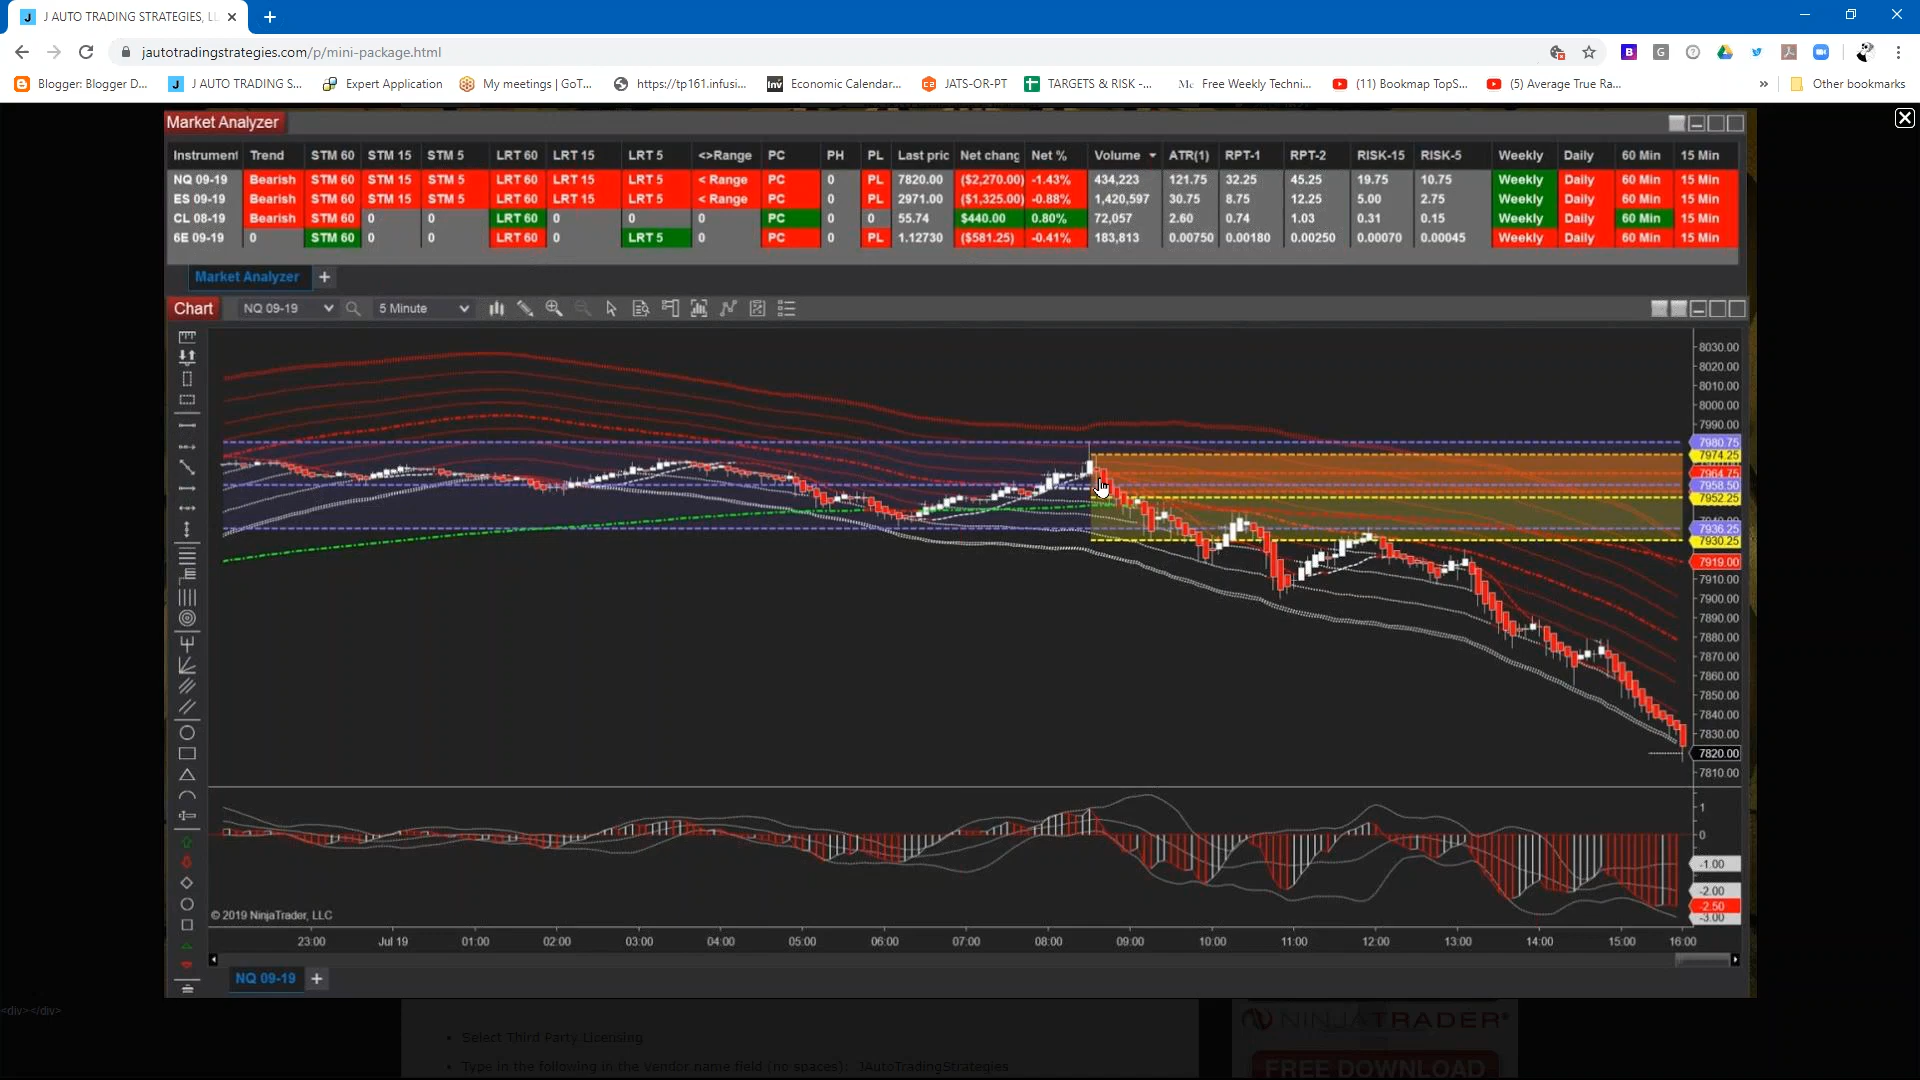 J AUTO TRADING STRATEGIES, LL
jautotradingstrategies.com/p/mini-package.html
Blogger: Blogger D... J AUTO TRADING S... Expert Application My meetings | GoT... https://tp161.infusi... Economic Calendar... JATS-OR-PT TARGETS & RISK -... Free Weekly Techni... (11) Bookmap TopS... (5) Average True Ra... » Other bookmarks
Market Analyzer
Instrument Trend STM 60 STM 15 STM 5 LRT 60 LRT 15 LRT 5 <>Range PC PH PL Last pric Net chang Net % Volume ATR(1) RPT-1 RPT-2 RISK-15 RISK-5 Weekly Daily 60 Min 15 Min
NQ 09-19 Bearish STM 60 STM 15 STM 5 LRT 60 LRT 15 LRT 5 < Range PC 0 PL 7820.00 ($2,270.00) -1.43% 434,223 121.75 32.25 45.25 19.75 10.75 Weekly Daily 60 Min 15 Min
ES 09-19 Bearish STM 60 STM 15 STM 5 LRT 60 LRT 15 LRT 5 < Range PC 0 PL 2971.00 ($1,325.00) -0.88% 1,420,597 30.75 8.75 12.25 5.00 2.75 Weekly Daily 60 Min 15 Min
CL 08-19 Bearish STM 60 0 0 LRT 60 0 0 0 PC 0 0 55.74 $440.00 0.80% 72,057 2.60 0.74 1.03 0.31 0.15 Weekly Daily 60 Min 15 Min
6E 09-19 0 STM 60 0 0 LRT 60 0 LRT 5 0 PC 0 PL 1.12730 ($581.25) -0.41% 183,813 0.00750 0.00180 0.00250 0.00070 0.00045 Weekly Daily 60 Min 15 Min
Market Analyzer +
Chart NQ 09-19 5 Minute
8030.00
8020.00
8010.00
8000.00
7990.00
7980.75
7974.25
7964.75
7958.50
7952.25
7936.25
7930.25
7919.00
7910.00
7900.00
7890.00
7880.00
7870.00
7860.00
7850.00
7840.00
7830.00
7820.00
7810.00
1
0
-1.00
-2.00
-2.50
-3.00
© 2019 NinjaTrader, LLC
23:00 Jul 19 01:00 02:00 03:00 04:00 05:00 06:00 07:00 08:00 09:00 10:00 11:00 12:00 13:00 14:00 15:00 16:00
NQ 09-19 +
<div></div>
Select Third Party Licensing
Type in the following in the Vendor name field (no spaces): JAutoTradingStrategies
NINJATRADER®
FREE DOWNLOAD